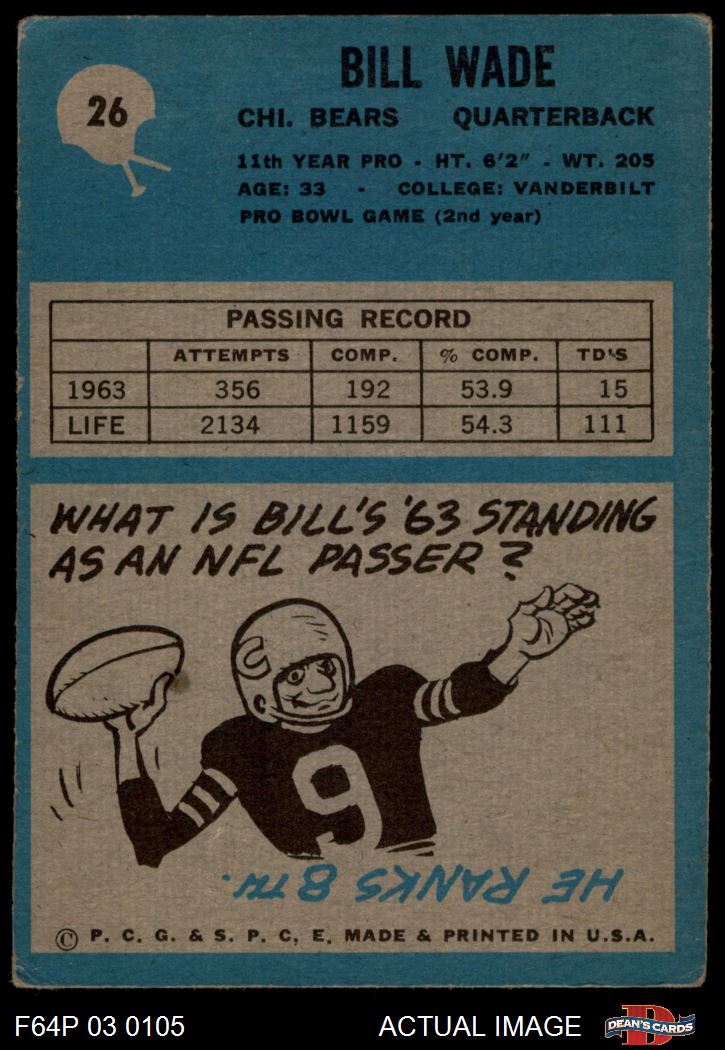 26
BILL WADE
CHI. BEARS QUARTERBACK
11th YEAR PRO - HT. 6'2" - WT. 205
AGE: 33 - COLLEGE: VANDERBILT
PRO BOWL GAME (2nd year)
PASSING RECORD
ATTEMPTS COMP. % COMP. TD'S
1963 356 192 53.9 15
LIFE 2134 1159 54.3 111
WHAT IS BILL'S '63 STANDING
AS AN NFL PASSER?
C
9
HE RANKS 8TH.
© P. C. G. & S. P. C, E, MADE & PRINTED IN U.S.A.
F64P 03 0105 ACTUAL IMAGE D DEAN'S CARDS